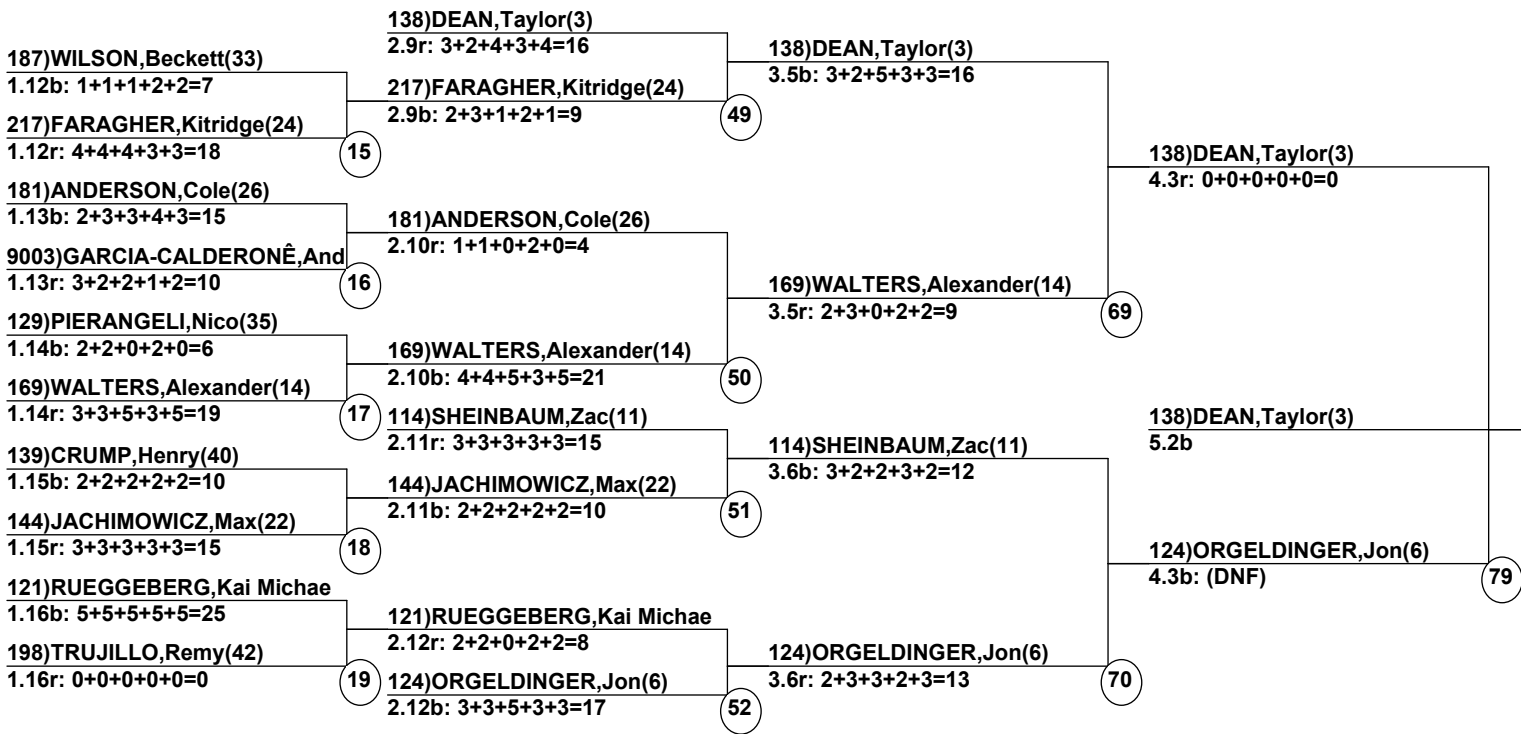 187)WILSON,Beckett(33)
1.12b: 1+1+1+2+2=7
217)FARAGHER,Kitridge(24)
1.12r: 4+4+4+3+3=18
15
181)ANDERSON,Cole(26)
1.13b: 2+3+3+4+3=15
9003)GARCIA-CALDERONÊ,And
1.13r: 3+2+2+1+2=10
16
129)PIERANGELI,Nico(35)
1.14b: 2+2+0+2+0=6
169)WALTERS,Alexander(14)
1.14r: 3+3+5+3+5=19
17
139)CRUMP,Henry(40)
1.15b: 2+2+2+2+2=10
144)JACHIMOWICZ,Max(22)
1.15r: 3+3+3+3+3=15
18
121)RUEGGEBERG,Kai Michae
1.16b: 5+5+5+5+5=25
198)TRUJILLO,Remy(42)
1.16r: 0+0+0+0+0=0
19
138)DEAN,Taylor(3)
2.9r: 3+2+4+3+4=16
217)FARAGHER,Kitridge(24)
2.9b: 2+3+1+2+1=9
49
181)ANDERSON,Cole(26)
2.10r: 1+1+0+2+0=4
169)WALTERS,Alexander(14)
2.10b: 4+4+5+3+5=21
50
114)SHEINBAUM,Zac(11)
2.11r: 3+3+3+3+3=15
144)JACHIMOWICZ,Max(22)
2.11b: 2+2+2+2+2=10
51
121)RUEGGEBERG,Kai Michae
2.12r: 2+2+0+2+2=8
124)ORGELDINGER,Jon(6)
2.12b: 3+3+5+3+3=17
52
138)DEAN,Taylor(3)
3.5b: 3+2+5+3+3=16
169)WALTERS,Alexander(14)
3.5r: 2+3+0+2+2=9
69
114)SHEINBAUM,Zac(11)
3.6b: 3+2+2+3+2=12
124)ORGELDINGER,Jon(6)
3.6r: 2+3+3+2+3=13
70
138)DEAN,Taylor(3)
4.3r: 0+0+0+0+0=0
124)ORGELDINGER,Jon(6)
4.3b: (DNF)
79
138)DEAN,Taylor(3)
5.2b